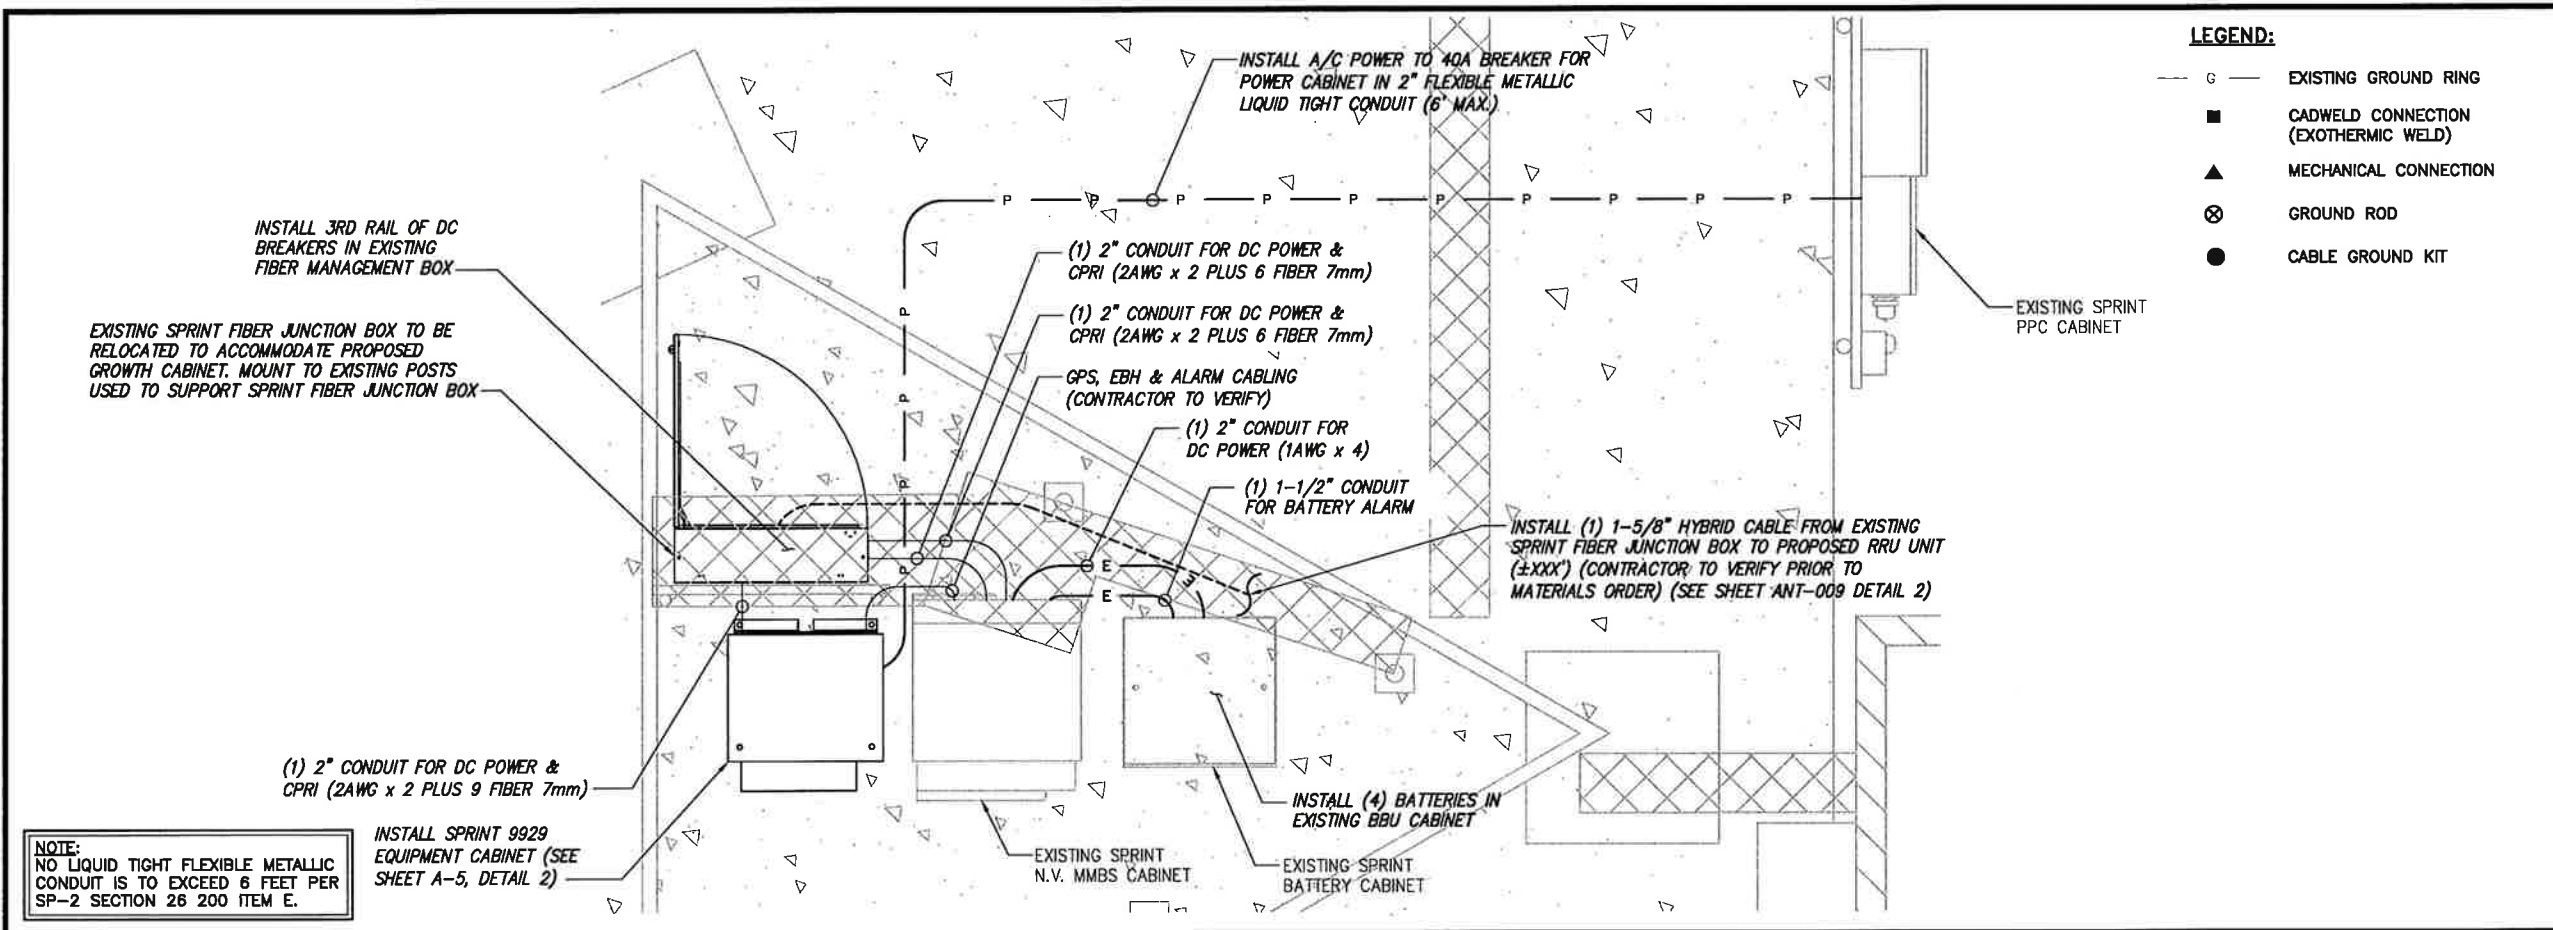 INSTALL A/C POWER TO 40A BREAKER FOR
POWER CABINET IN 2" FLEXIBLE METALLIC
LIQUID TIGHT CONDUIT (6' MAX.)
LEGEND:
G
EXISTING GROUND RING
CADWELD CONNECTION
(EXOTHERMIC WELD)
MECHANICAL CONNECTION
GROUND ROD
CABLE GROUND KIT
P P P P P P P P P P
INSTALL 3RD RAIL OF DC
BREAKERS IN EXISTING
FIBER MANAGEMENT BOX
(1) 2" CONDUIT FOR DC POWER &
CPRI (2AWG x 2 PLUS 6 FIBER 7mm)
(1) 2" CONDUIT FOR DC POWER &
CPRI (2AWG x 2 PLUS 6 FIBER 7mm)
P
EXISTING SPRINT
PPC CABINET
EXISTING SPRINT FIBER JUNCTION BOX TO BE
RELOCATED TO ACCOMMODATE PROPOSED
GROWTH CABINET. MOUNT TO EXISTING POSTS
USED TO SUPPORT SPRINT FIBER JUNCTION BOX
GPS, EBH & ALARM CABLING
(CONTRACTOR TO VERIFY)
P
(1) 2" CONDUIT FOR
DC POWER (1AWG x 4)
P
P
(1) 1-1/2" CONDUIT
FOR BATTERY ALARM
INSTALL (1) 1-5/8" HYBRID CABLE FROM EXISTING
SPRINT FIBER JUNCTION BOX TO PROPOSED RRU UNIT
(±XXX') (CONTRACTOR TO VERIFY PRIOR TO
MATERIALS ORDER) (SEE SHEET ANT-009 DETAIL 2)
P
E
E
E
(1) 2" CONDUIT FOR DC POWER &
CPRI (2AWG x 2 PLUS 9 FIBER 7mm)
INSTALL SPRINT 9929
EQUIPMENT CABINET (SEE
SHEET A-5, DETAIL 2)
INSTALL (4) BATTERIES IN
EXISTING BBU CABINET
EXISTING SPRINT
N.V. MMBS CABINET
EXISTING SPRINT
BATTERY CABINET
NOTE:
NO LIQUID TIGHT FLEXIBLE METALLIC
CONDUIT IS TO EXCEED 6 FEET PER
SP-2 SECTION 26 200 ITEM E.